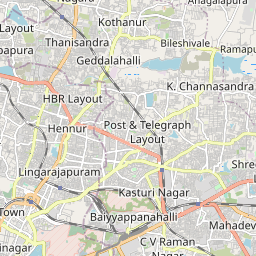 Anagalapura
Nagara
Kothanur
Thanisandra
Bileshivale
Layout
Ramapu
apura
Geddalahalli
K. Channasandra
HBR Layout
Hennur
Post & Telegraph
Layout
Shre
Lingarajapuram
Kasturi Nagar
Town
Baiyyappanahalli
Mahadev
C V Raman
Nagar
inagar